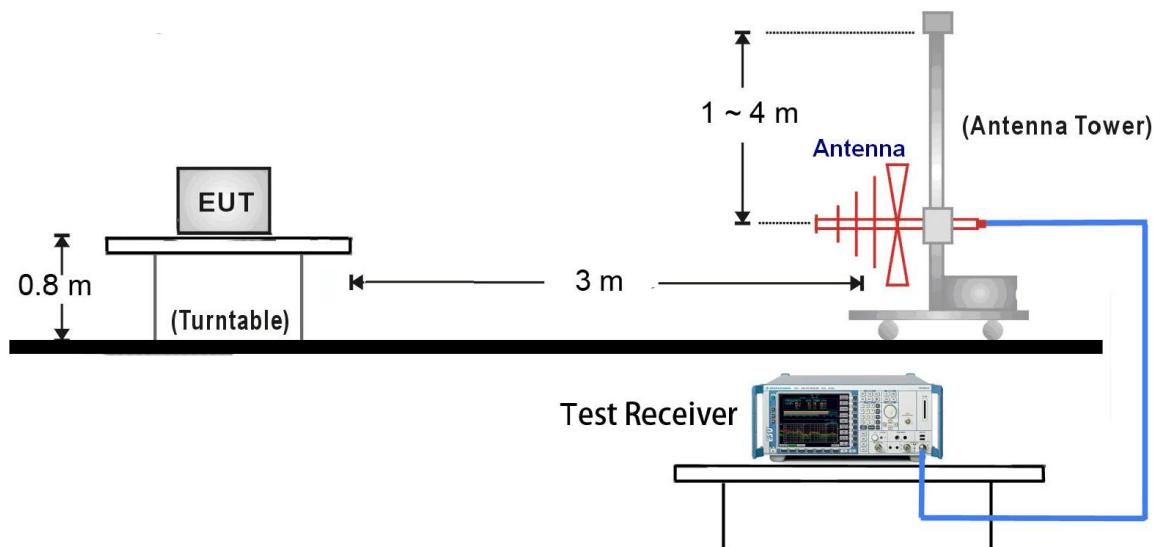 1 ~ 4 m
(Antenna Tower)
Antenna
EUT
0.8 m
3 m
(Turntable)
Test Receiver